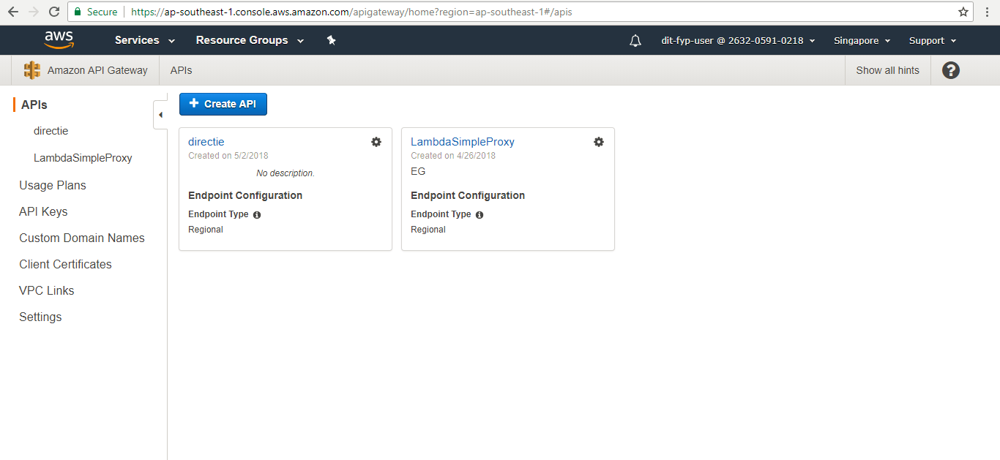 Secure https://ap-southeast-1.console.aws.amazon.com/apigateway/home?region=ap-southeast-1#/apis
aws Services Resource Groups dit-fyp-user @ 2632-0591-0218 Singapore Support
Amazon API Gateway APIs Show all hints ?
APIs
directie
LambdaSimpleProxy
Usage Plans
API Keys
Custom Domain Names
Client Certificates
VPC Links
Settings
+ Create API
directie
Created on 5/2/2018
No description.
Endpoint Configuration
Endpoint Type i
Regional
LambdaSimpleProxy
Created on 4/26/2018
EG
Endpoint Configuration
Endpoint Type i
Regional